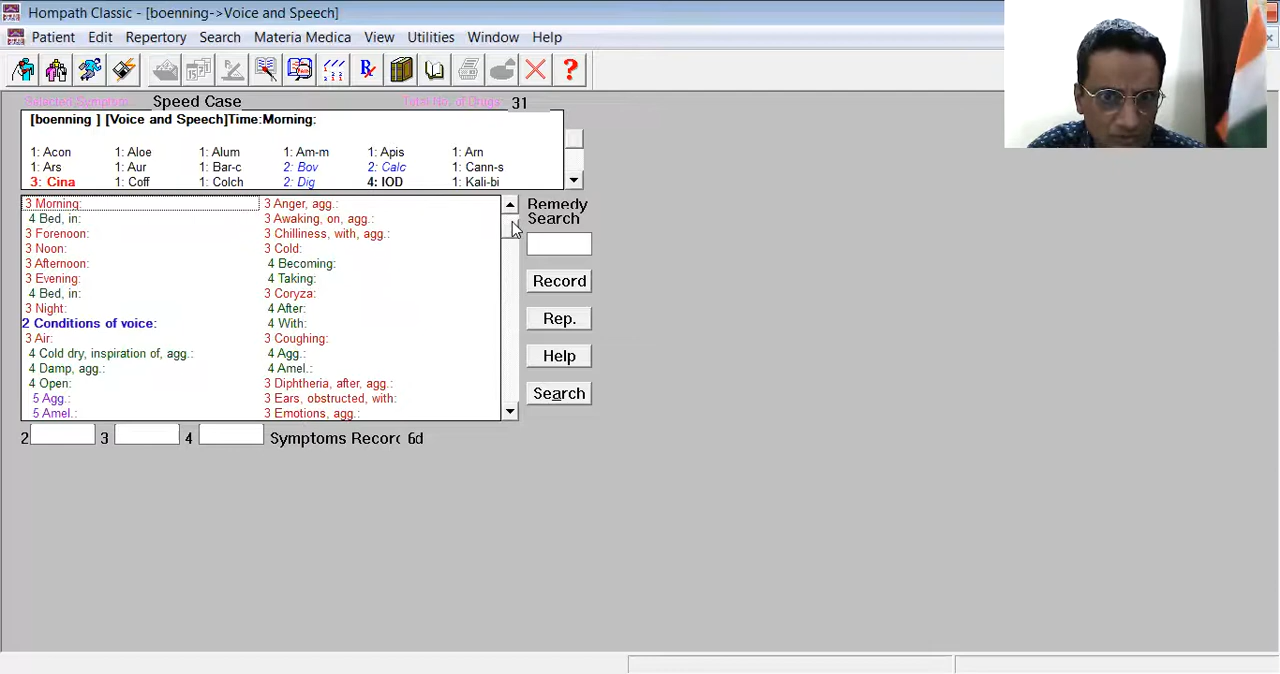 Hompath Classic - [boenning->Voice and Speech]
Patient Edit Repertory Search Materia Medica View Utilities Window Help
Selected Symptom: Speed Case Total No. of Drugs: 31
[boenning ] [Voice and Speech]Time:Morning:
1: Acon 1: Aloe 1: Alum 1: Am-m 1: Apis 1: Arn
1: Ars 1: Aur 1: Bar-c 2: Bov 2: Calc 1: Cann-s
3: Cina 1: Coff 1: Colch 2: Dig 4: IOD 1: Kali-bi
3 Morning:
4 Bed, in:
3 Forenoon:
3 Noon:
3 Afternoon:
3 Evening:
4 Bed, in:
3 Night:
2 Conditions of voice:
3 Air:
4 Cold dry, inspiration of, agg.:
4 Damp, agg.:
4 Open:
5 Agg.:
5 Amel.:
3 Anger, agg.:
3 Awaking, on, agg.:
3 Chilliness, with, agg.:
3 Cold:
4 Becoming:
4 Taking:
3 Coryza:
4 After:
4 With:
3 Coughing:
4 Agg.:
4 Amel.:
3 Diphtheria, after, agg.:
3 Ears, obstructed, with:
3 Emotions, agg.:
Remedy
Search
Record
Rep.
Help
Search
2 3 4 Symptoms Recor 6d